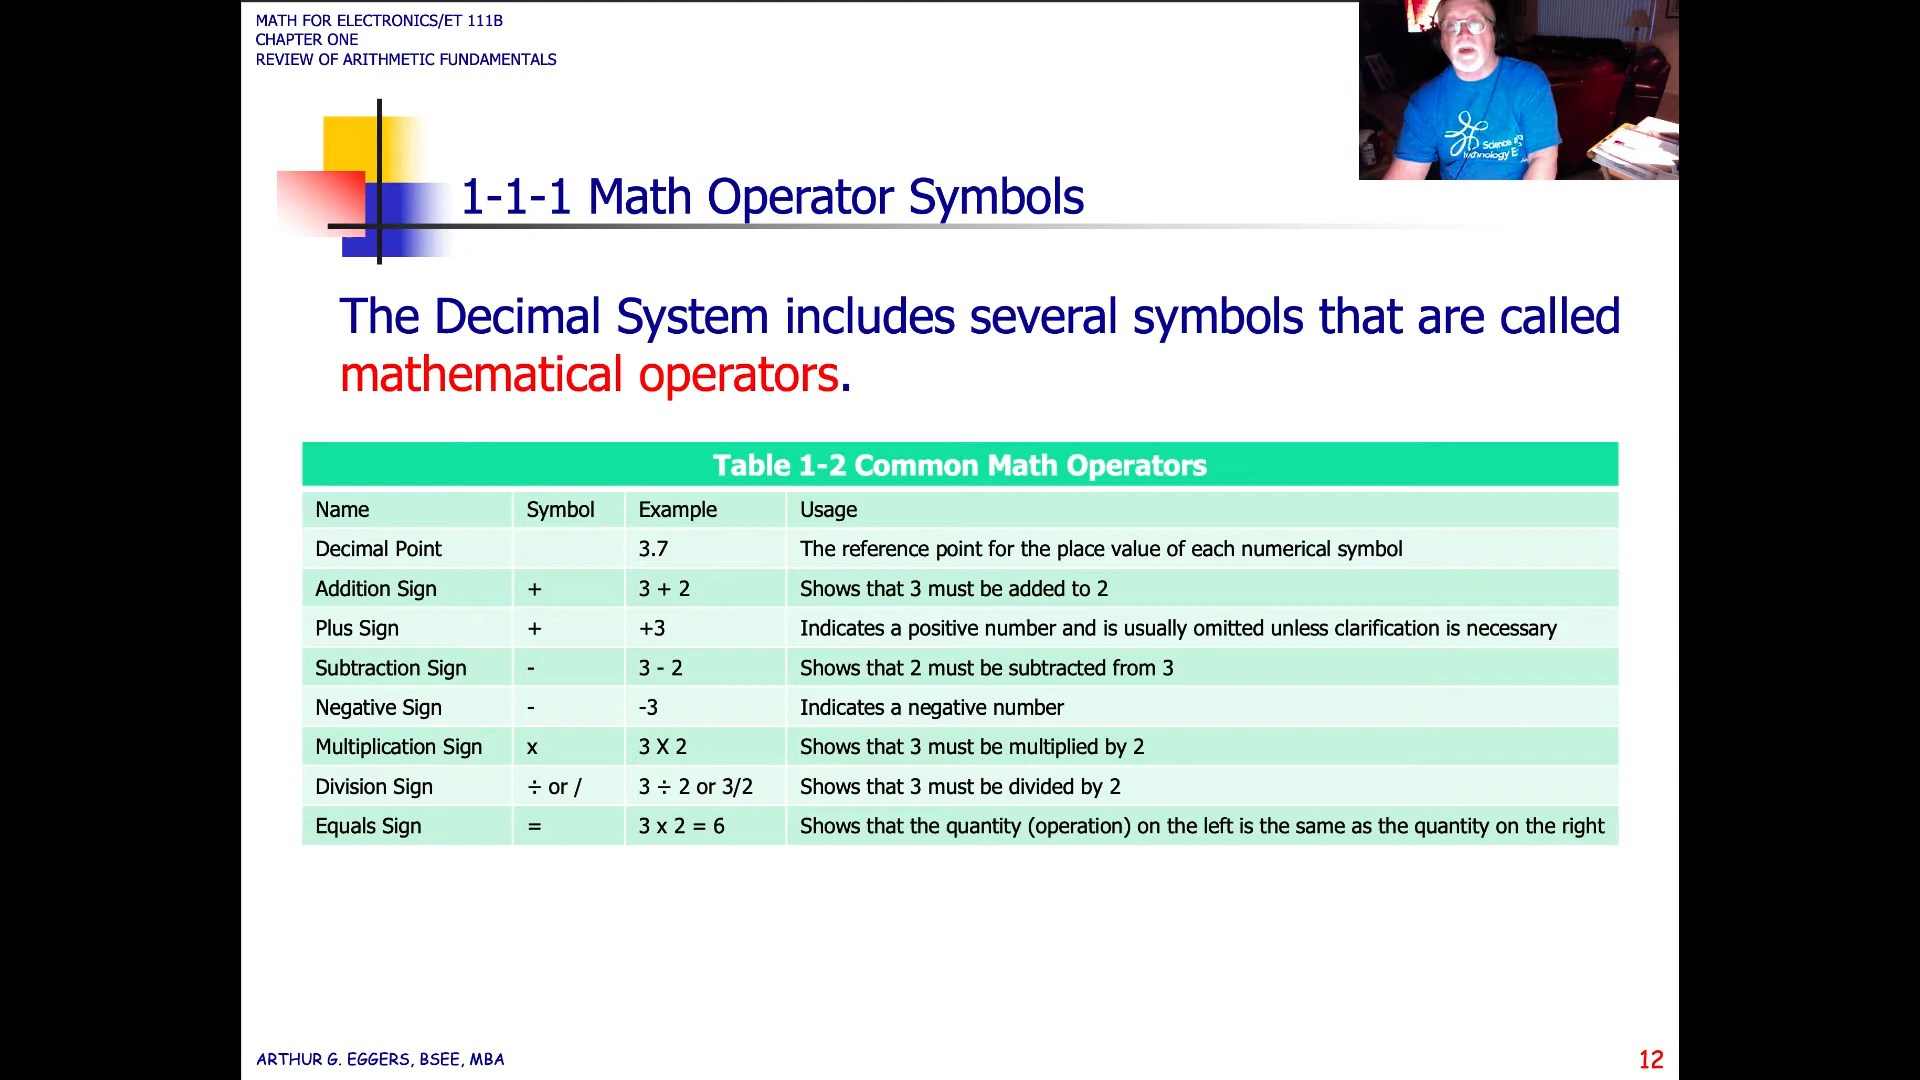 MATH FOR ELECTRONICS/ET 111B
CHAPTER ONE
REVIEW OF ARITHMETIC FUNDAMENTALS
Science
Technology E
1-1-1 Math Operator Symbols
The Decimal System includes several symbols that are called
mathematical operators.
Table 1-2 Common Math Operators
Name Symbol Example Usage
Decimal Point 3.7 The reference point for the place value of each numerical symbol
Addition Sign + 3 + 2 Shows that 3 must be added to 2
Plus Sign + +3 Indicates a positive number and is usually omitted unless clarification is necessary
Subtraction Sign - 3 - 2 Shows that 2 must be subtracted from 3
Negative Sign - -3 Indicates a negative number
Multiplication Sign x 3 X 2 Shows that 3 must be multiplied by 2
Division Sign ÷ or / 3 ÷ 2 or 3/2 Shows that 3 must be divided by 2
Equals Sign = 3 x 2 = 6 Shows that the quantity (operation) on the left is the same as the quantity on the right
ARTHUR G. EGGERS, BSEE, MBA
12